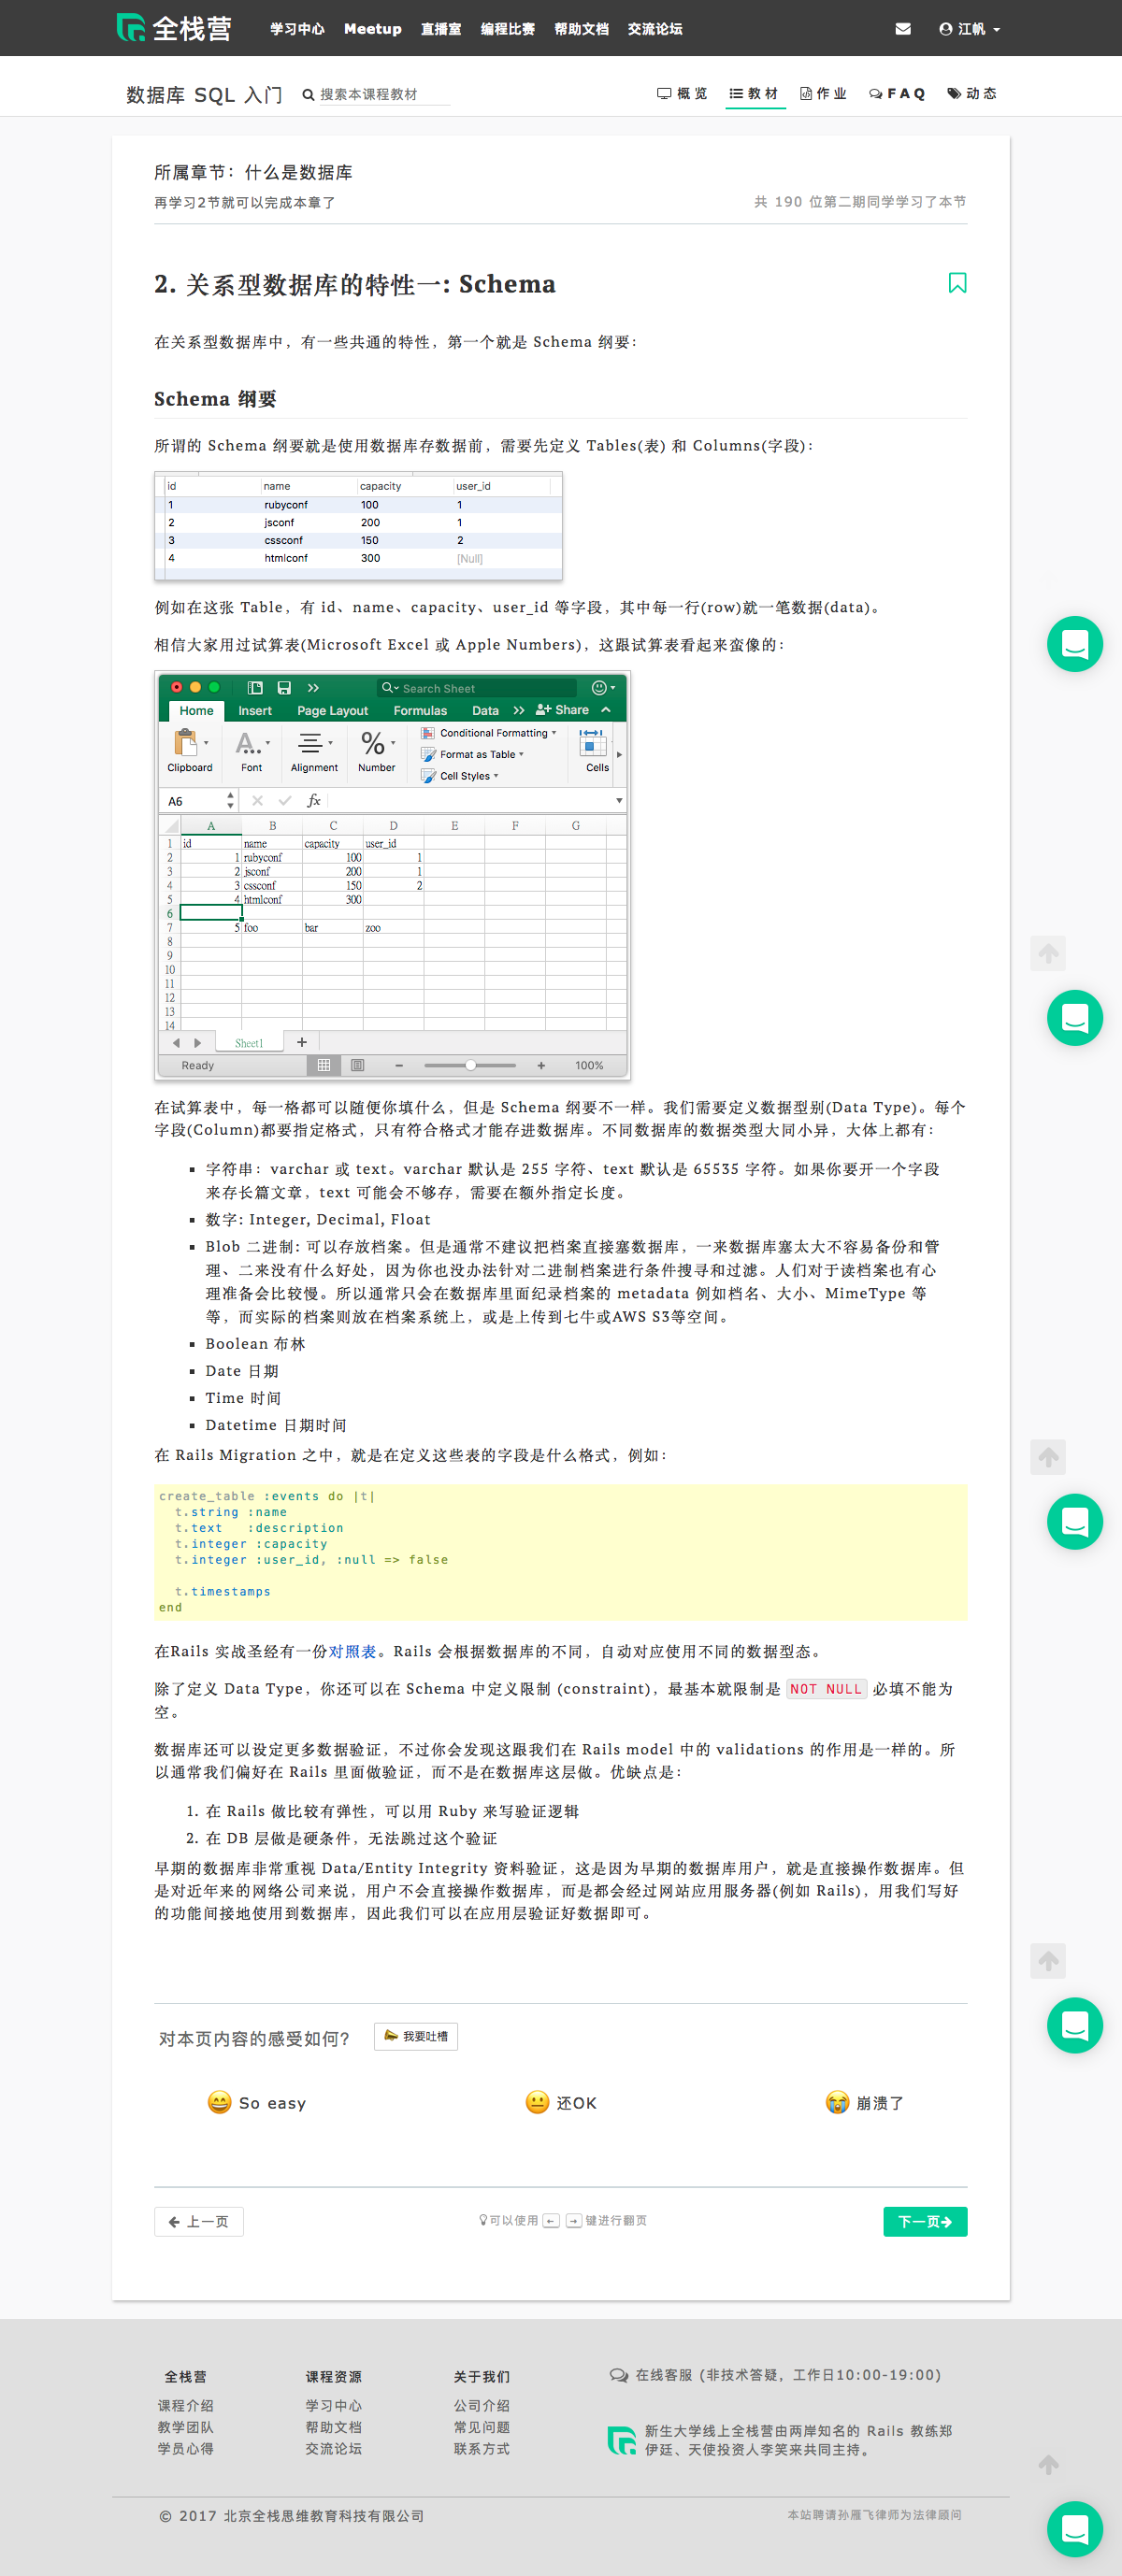 全栈营 学习中心 Meetup 直播室 编程比赛 帮助文档 交流论坛 江帆
数据库 SQL 入门 搜索本课程教材 概览 教材 作业 FAQ 动态
所属章节：什么是数据库
再学习2节就可以完成本章了 共 190 位第二期同学学习了本节
2. 关系型数据库的特性一: Schema
在关系型数据库中，有一些共通的特性，第一个就是 Schema 纲要：
Schema 纲要
所谓的 Schema 纲要就是使用数据库存数据前，需要先定义 Tables(表) 和 Columns(字段)：
id name capacity user_id
1 rubyconf 100 1
2 jsconf 200 1
3 cssconf 150 2
4 htmlconf 300 [Null]
例如在这张 Table，有 id、name、capacity、user_id 等字段，其中每一行(row)就一笔数据(data)。
相信大家用过试算表(Microsoft Excel 或 Apple Numbers)，这跟试算表看起来蛮像的：
Search Sheet
Home Insert Page Layout Formulas Data Share
Clipboard Font Alignment Number Conditional Formatting Format as Table Cell Styles Cells
A6 fx
A B C D E F G
1 id name capacity user_id
2 1 rubyconf 100 1
3 2 jsconf 200 1
4 3 cssconf 150 2
5 4 htmlconf 300
6
7 5 foo bar zoo
8
9
10
11
12
13
14
Sheet1 +
Ready − + 100%
在试算表中，每一格都可以随便你填什么，但是 Schema 纲要不一样。我们需要定义数据型别(Data Type)。每个
字段(Column)都要指定格式，只有符合格式才能存进数据库。不同数据库的数据类型大同小异，大体上都有：
▪ 字符串：varchar 或 text。varchar 默认是 255 字符、text 默认是 65535 字符。如果你要开一个字段
来存长篇文章，text 可能会不够存，需要在额外指定长度。
▪ 数字: Integer, Decimal, Float
▪ Blob 二进制: 可以存放档案。但是通常不建议把档案直接塞数据库，一来数据库塞太大不容易备份和管
理、二来没有什么好处，因为你也没办法针对二进制档案进行条件搜寻和过滤。人们对于读档案也有心
理准备会比较慢。所以通常只会在数据库里面纪录档案的 metadata 例如档名、大小、MimeType 等
等，而实际的档案则放在档案系统上，或是上传到七牛或AWS S3等空间。
▪ Boolean 布林
▪ Date 日期
▪ Time 时间
▪ Datetime 日期时间
在 Rails Migration 之中，就是在定义这些表的字段是什么格式，例如：
create_table :events do |t|
t.string :name
t.text :description
t.integer :capacity
t.integer :user_id, :null => false
t.timestamps
end
在Rails 实战圣经有一份对照表。Rails 会根据数据库的不同，自动对应使用不同的数据型态。
除了定义 Data Type，你还可以在 Schema 中定义限制 (constraint)，最基本就限制是 NOT NULL 必填不能为
空。
数据库还可以设定更多数据验证，不过你会发现这跟我们在 Rails model 中的 validations 的作用是一样的。所
以通常我们偏好在 Rails 里面做验证，而不是在数据库这层做。优缺点是：
1. 在 Rails 做比较有弹性，可以用 Ruby 来写验证逻辑
2. 在 DB 层做是硬条件，无法跳过这个验证
早期的数据库非常重视 Data/Entity Integrity 资料验证，这是因为早期的数据库用户，就是直接操作数据库。但
是对近年来的网络公司来说，用户不会直接操作数据库，而是都会经过网站应用服务器(例如 Rails)，用我们写好
的功能间接地使用到数据库，因此我们可以在应用层验证好数据即可。
对本页内容的感受如何? 我要吐槽
So easy 还OK 崩溃了
← 上一页 可以使用 ← → 键进行翻页 下一页→
全栈营 课程资源 关于我们 在线客服 (非技术答疑，工作日10:00-19:00)
课程介绍 学习中心 公司介绍
教学团队 帮助文档 常见问题 新生大学线上全栈营由两岸知名的 Rails 教练郑
学员心得 交流论坛 联系方式 伊廷、天使投资人李笑来共同主持。
© 2017 北京全栈思维教育科技有限公司 本站聘请孙雁飞律师为法律顾问